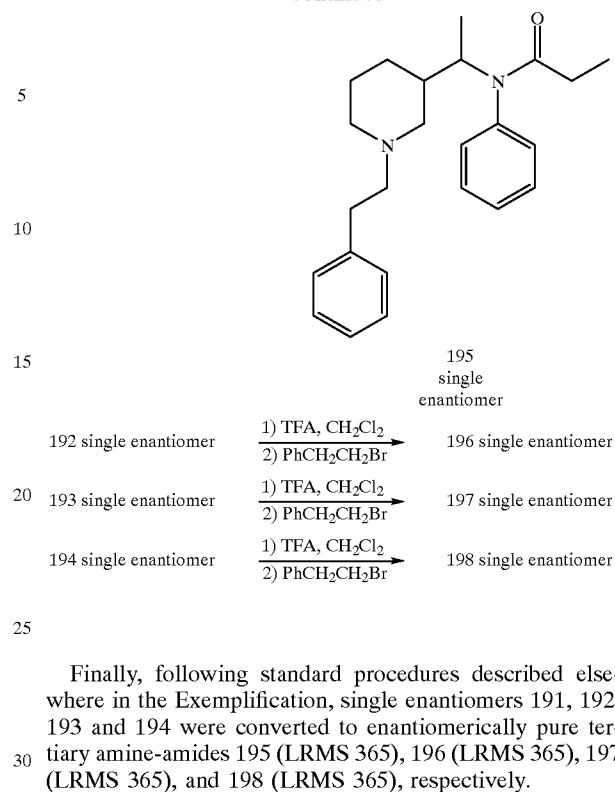 O
5
N
N
10
15
195
single
enantiomer
1) TFA, CH2Cl2
192 single enantiomer 196 single enantiomer
2) PhCH2CH2Br
1) TFA, CH2Cl2
20 193 single enantiomer 197 single enantiomer
2) PhCH2CH2Br
1) TFA, CH2Cl2
194 single enantiomer 198 single enantiomer
2) PhCH2CH2Br
25
Finally, following standard procedures described else-
where in the Exemplification, single enantiomers 191, 192
193 and 194 were converted to enantiomerically pure ter-
30 tiary amine-amides 195 (LRMS 365), 196 (LRMS 365), 197
(LRMS 365), and 198 (LRMS 365), respectively.